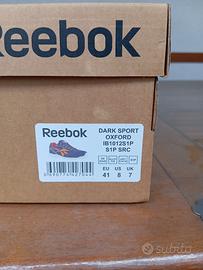 Reebok
Reebok
DARK SPORT
OXFORD
IB1012S1P
S1P SRC
EU US UK
41 8 7
subito